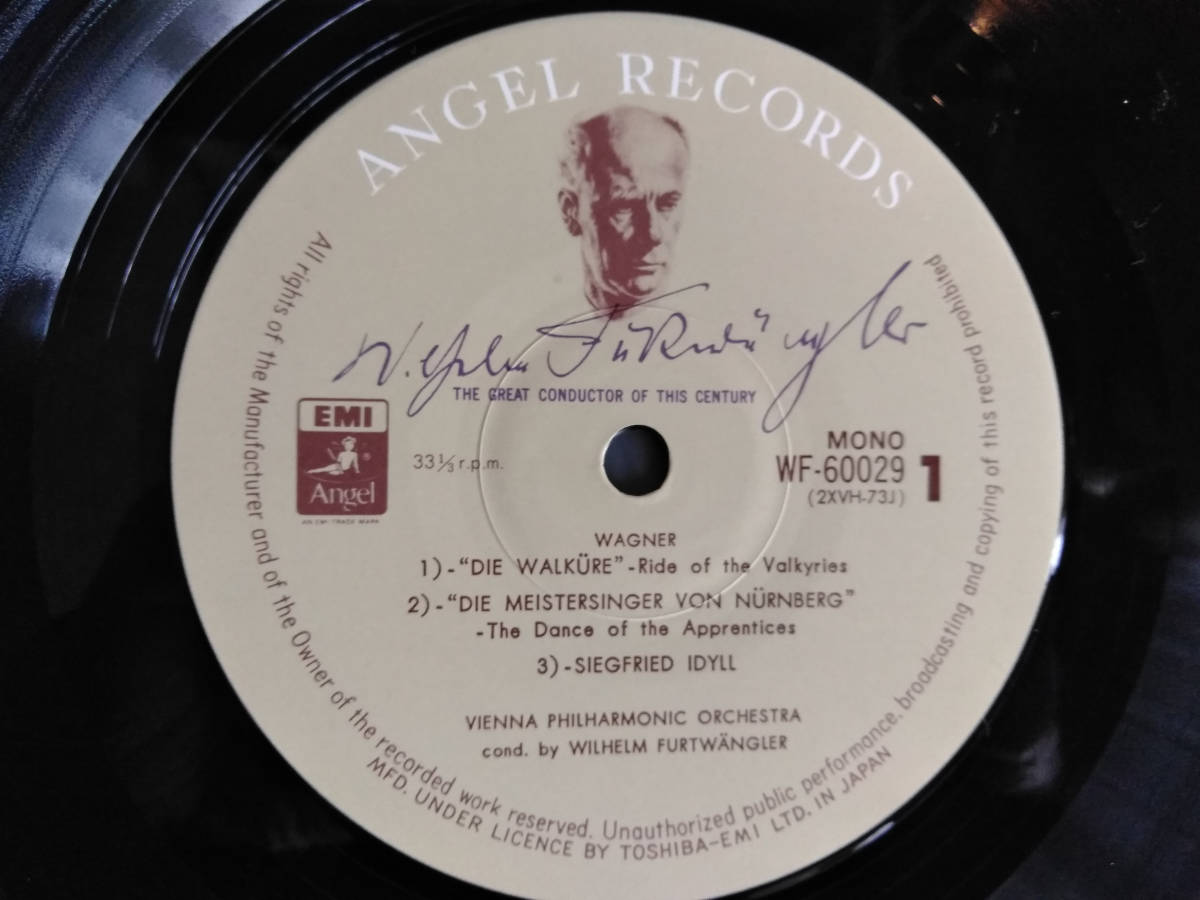 ANGEL RECORDS
Wilhelm Furtwängler
THE GREAT CONDUCTOR OF THIS CENTURY
EMI
Angel
AN EMI TRADE MARK
33⅓ r.p.m.
MONO
WF-60029
(2XVH-73J)
1
WAGNER
1)-“DIE WALKÜRE”-Ride of the Valkyries
2)-“DIE MEISTERSINGER VON NÜRNBERG”
-The Dance of the Apprentices
3)-SIEGFRIED IDYLL
VIENNA PHILHARMONIC ORCHESTRA
cond. by WILHELM FURTWÄNGLER
All rights of the Manufacturer and of the Owner of the recorded work reserved. Unauthorized public performance, broadcasting and copying of this record prohibited
MFD. UNDER LICENCE BY TOSHIBA-EMI LTD. IN JAPAN